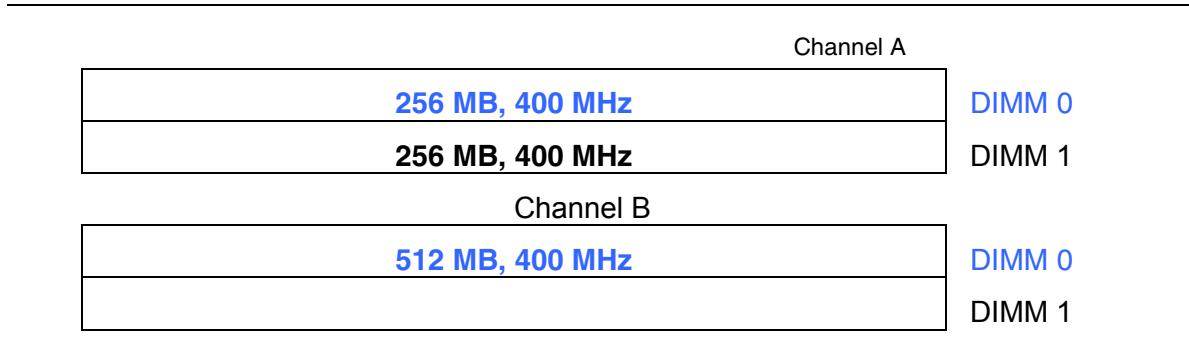 Channel A
256 MB, 400 MHz DIMM 0
256 MB, 400 MHz DIMM 1
Channel B
512 MB, 400 MHz DIMM 0
DIMM 1